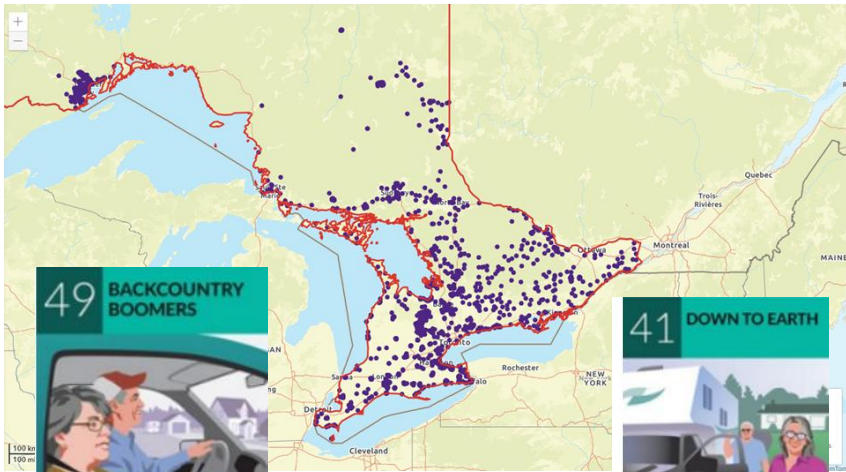 +
−
Sault Ste
Marie
Ottawa
Montreal
Trois-
Rivières
Quebec
MAINE
49 BACKCOUNTRY
BOOMERS
41 DOWN TO EARTH
Toronto
Rochester
NEW
YORK
Detroit
Cleveland
100 km
100 mi